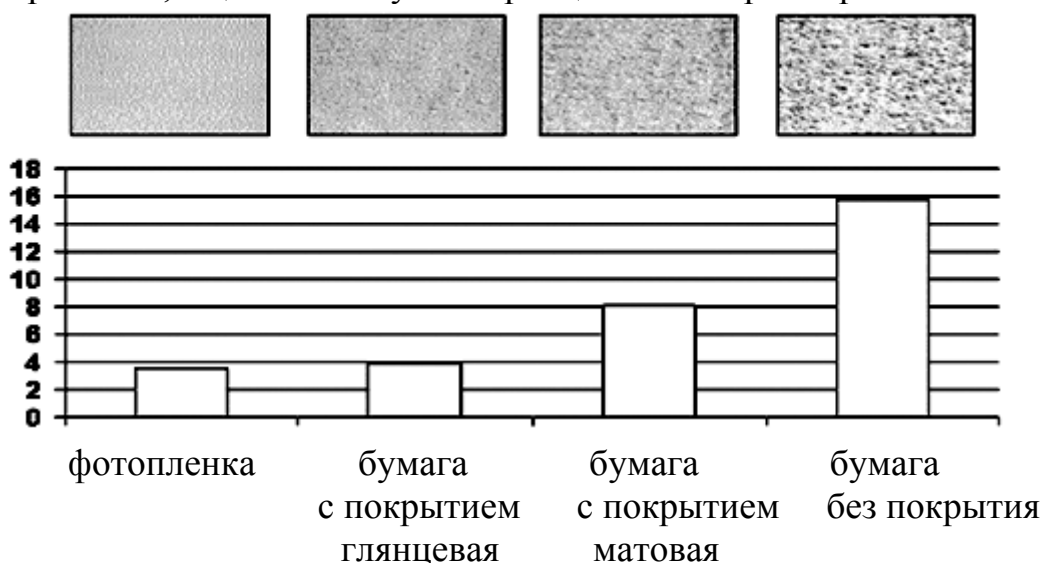 18
16
14
12
10
8
6
4
2
0
фотопленка
бумага
с покрытием
глянцевая
бумага
с покрытием
матовая
бумага
без покрытия